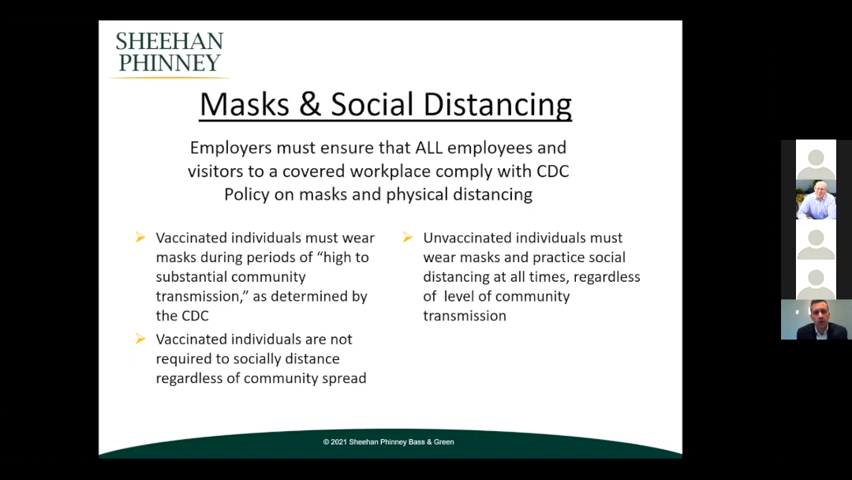 SHEEHAN
PHINNEY
Masks & Social Distancing
Employers must ensure that ALL employees and
visitors to a covered workplace comply with CDC
Policy on masks and physical distancing
Vaccinated individuals must wear
masks during periods of “high to
substantial community
transmission,” as determined by
the CDC
Vaccinated individuals are not
required to socially distance
regardless of community spread
Unvaccinated individuals must
wear masks and practice social
distancing at all times, regardless
of level of community
transmission
© 2021 Sheehan Phinney Bass & Green